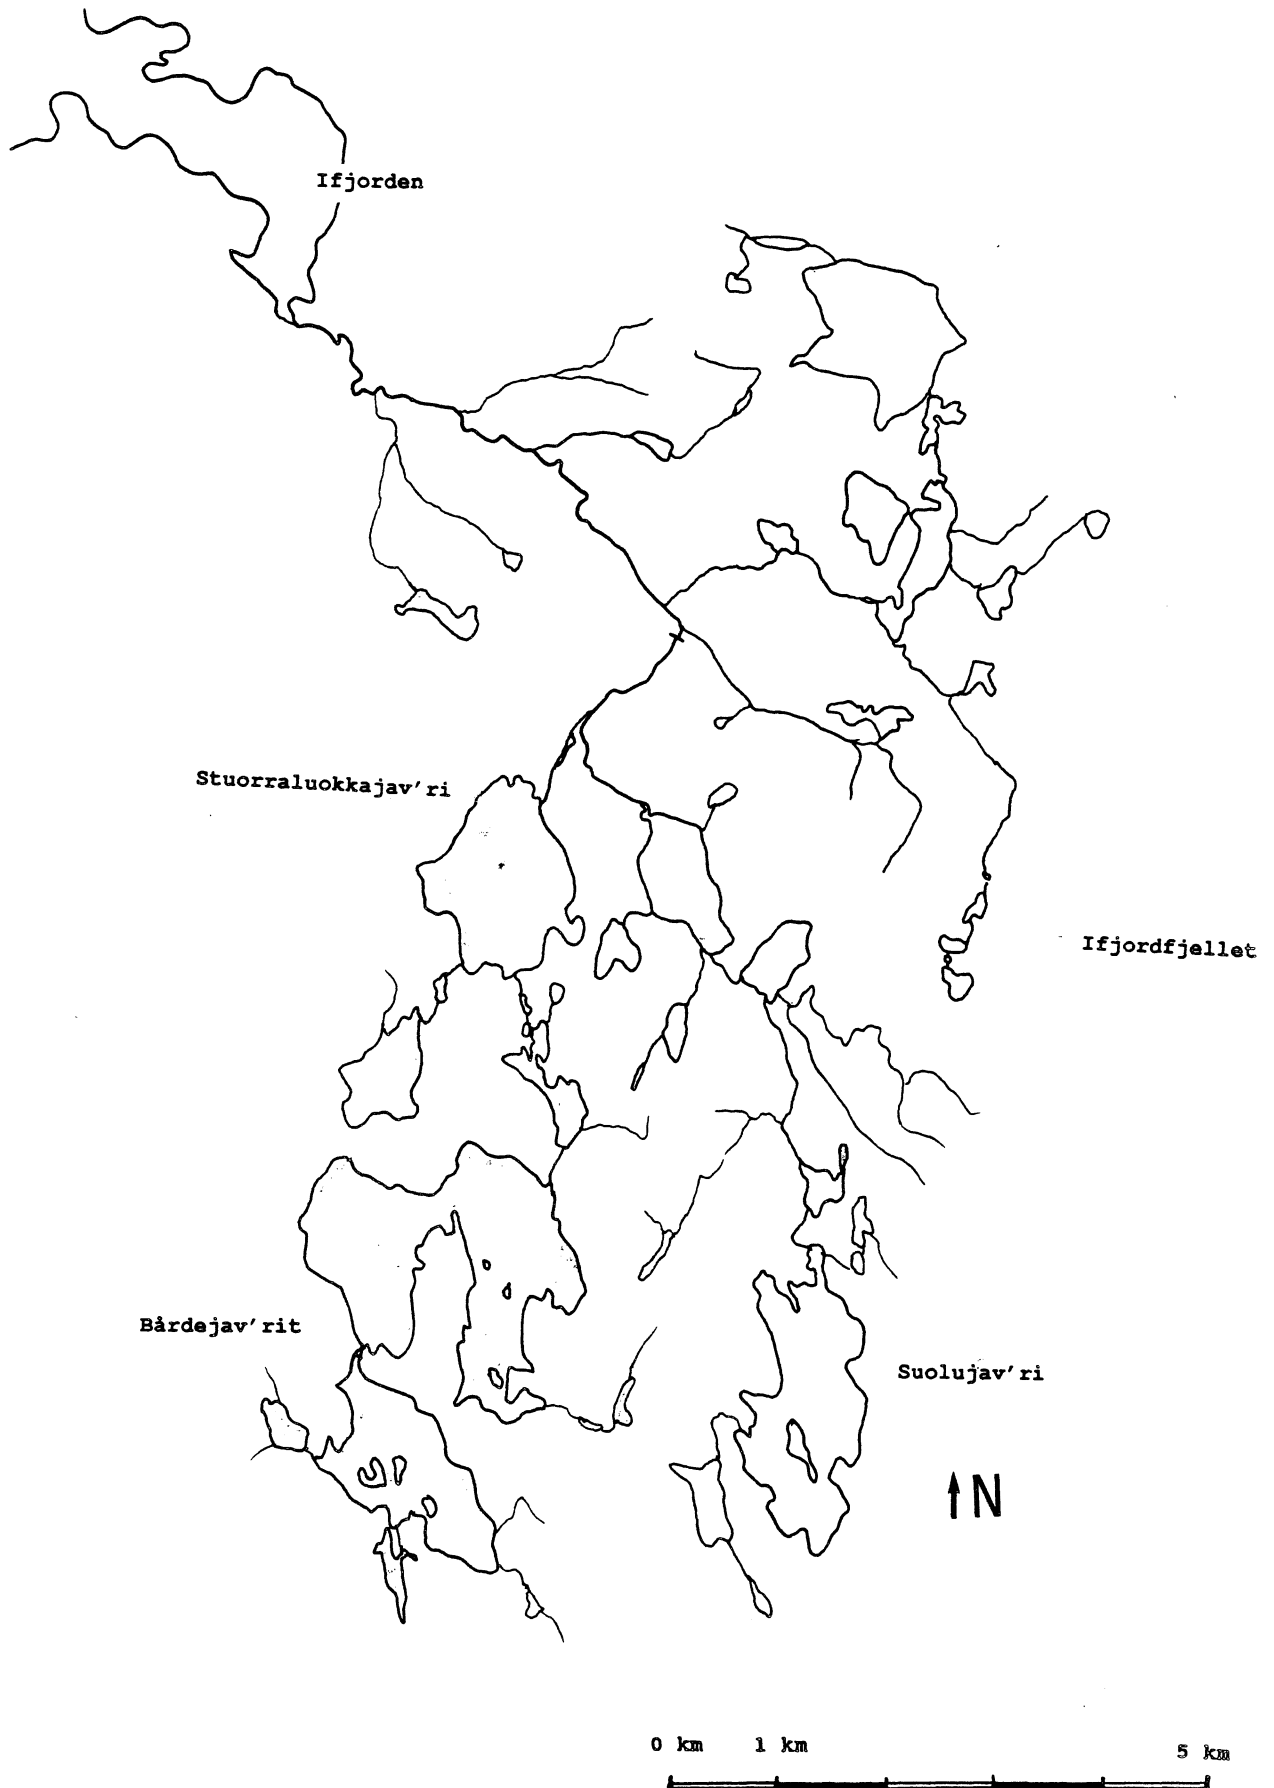 Ifjorden
Stuorraluokkajav'ri
Ifjordfjellet
Bårdejav'rit
Suolujav'ri
N
0 km 1 km 5 km